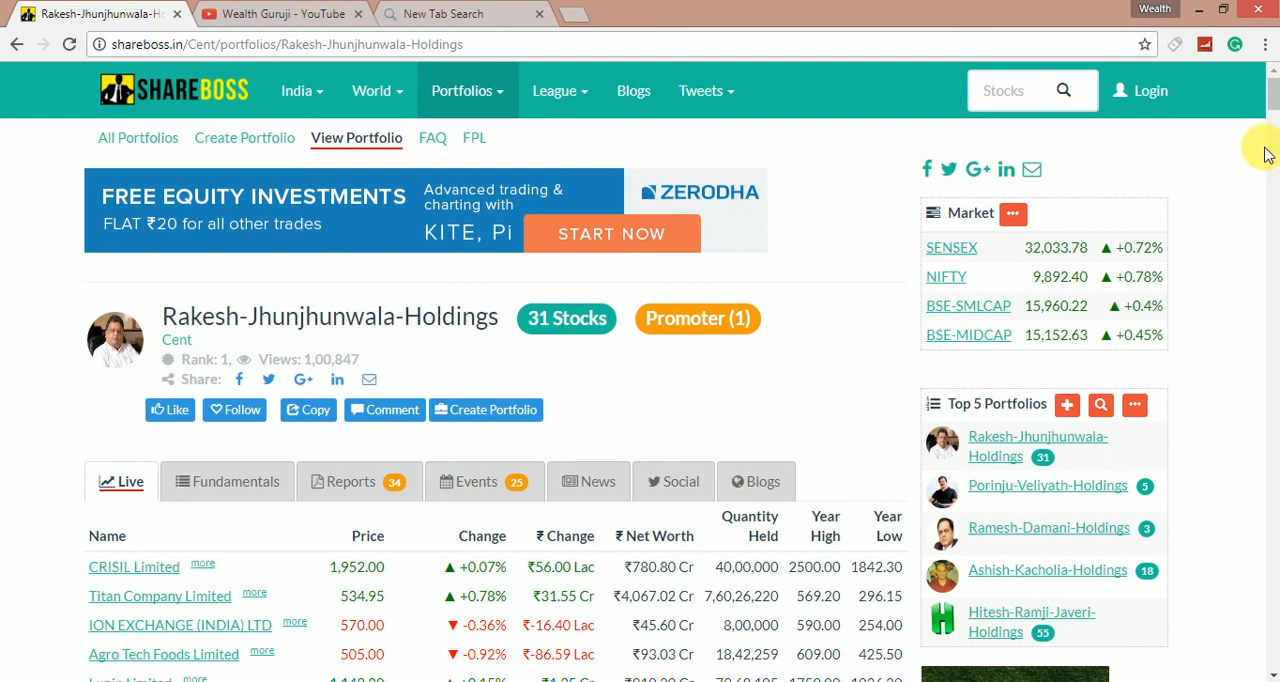 Rakesh-Jhunjhunwala-Ho
Wealth Guruji - YouTube
New Tab Search
Wealth
shareboss.in/Cent/portfolios/Rakesh-Jhunjhunwala-Holdings
SHAREBOSS
India
World
Portfolios
League
Blogs
Tweets
Stocks
Login
All Portfolios
Create Portfolio
View Portfolio
FAQ
FPL
FREE EQUITY INVESTMENTS
FLAT ₹20 for all other trades
Advanced trading &
charting with
KITE, Pi
START NOW
ZERODHA
Rakesh-Jhunjhunwala-Holdings
31 Stocks
Promoter (1)
Cent
Rank: 1, Views: 1,00,847
Share:
Like
Follow
Copy
Comment
Create Portfolio
Market
SENSEX 32,033.78 ▲ +0.72%
NIFTY 9,892.40 ▲ +0.78%
BSE-SMLCAP 15,960.22 ▲ +0.4%
BSE-MIDCAP 15,152.63 ▲ +0.45%
Top 5 Portfolios
Rakesh-Jhunjhunwala-
Holdings 31
Porinju-Veliyath-Holdings 5
Ramesh-Damani-Holdings 3
Ashish-Kacholia-Holdings 18
Hitesh-Ramji-Javeri-
Holdings 55
Live
Fundamentals
Reports 34
Events 25
News
Social
Blogs
Name Price Change ₹ Change ₹ Net Worth Quantity Held Year High Year Low
CRISIL Limited more 1,952.00 ▲ +0.07% ₹56.00 Lac ₹780.80 Cr 40,00,000 2500.00 1842.30
Titan Company Limited more 534.95 ▲ +0.78% ₹31.55 Cr ₹4,067.02 Cr 7,60,26,220 569.20 296.15
ION EXCHANGE (INDIA) LTD more 570.00 ▼ -0.36% ₹-16.40 Lac ₹45.60 Cr 8,00,000 590.00 254.00
Agro Tech Foods Limited more 505.00 ▼ -0.92% ₹-86.59 Lac ₹93.03 Cr 18,42,259 609.00 425.50
Lupin Limited more